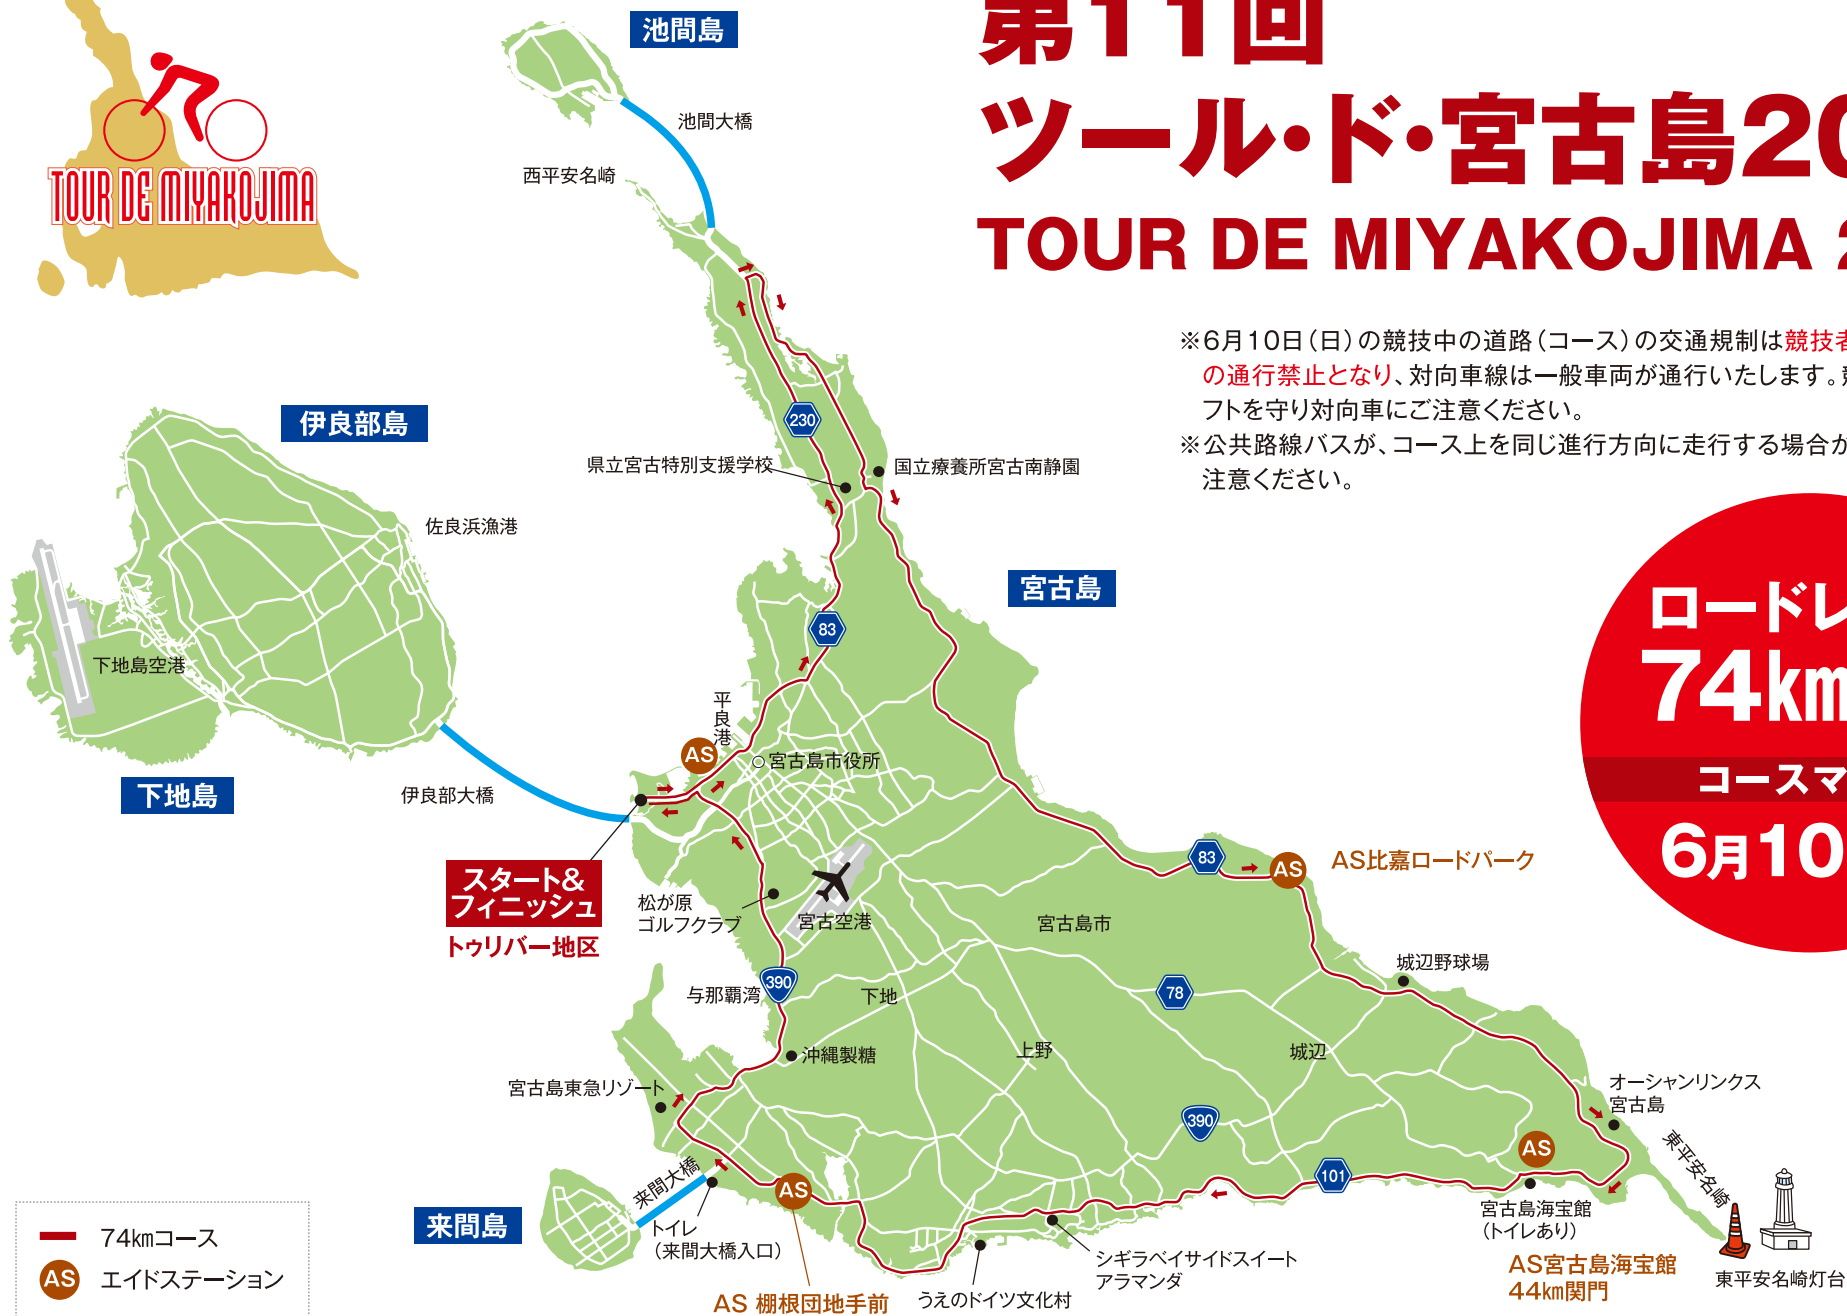 第11回
ツール・ド・宮古島20
TOUR DE MIYAKOJIMA 2
TOUR DE MIYAKOJIMA
※6月10日(日)の競技中の道路(コース)の交通規制は競技者
の通行禁止となり、対向車線は一般車両が通行いたします。
フトを守り対向車にご注意ください。
※公共路線バスが、コース上を同じ進行方向に走行する場合が
注意ください。
ロードレ
74km
コースマ
6月10
池間島
池間大橋
西平安名崎
230
県立宮古特別支援学校
国立療養所宮古南静園
伊良部島
佐良浜漁港
下地島空港
下地島
伊良部大橋
宮古島
83
平良港
AS
宮古島市役所
スタート&
フィニッシュ
トゥリバー地区
松が原
ゴルフクラブ
宮古空港
83
AS
AS比嘉ロードパーク
宮古島市
城辺野球場
与那覇湾
390
下地
78
沖縄製糖
上野
城辺
宮古島東急リゾート
390
オーシャンリンクス
宮古島
東平安名崎
AS
101
来間大橋
AS
来間島
トイレ
(来間大橋入口)
宮古島海宝館
(トイレあり)
AS宮古島海宝館
44km関門
東平安名崎灯台
シギラベイサイドスイート
アラマンダ
うえのドイツ文化村
AS 棚根団地手前
74kmコース
AS エイドステーション